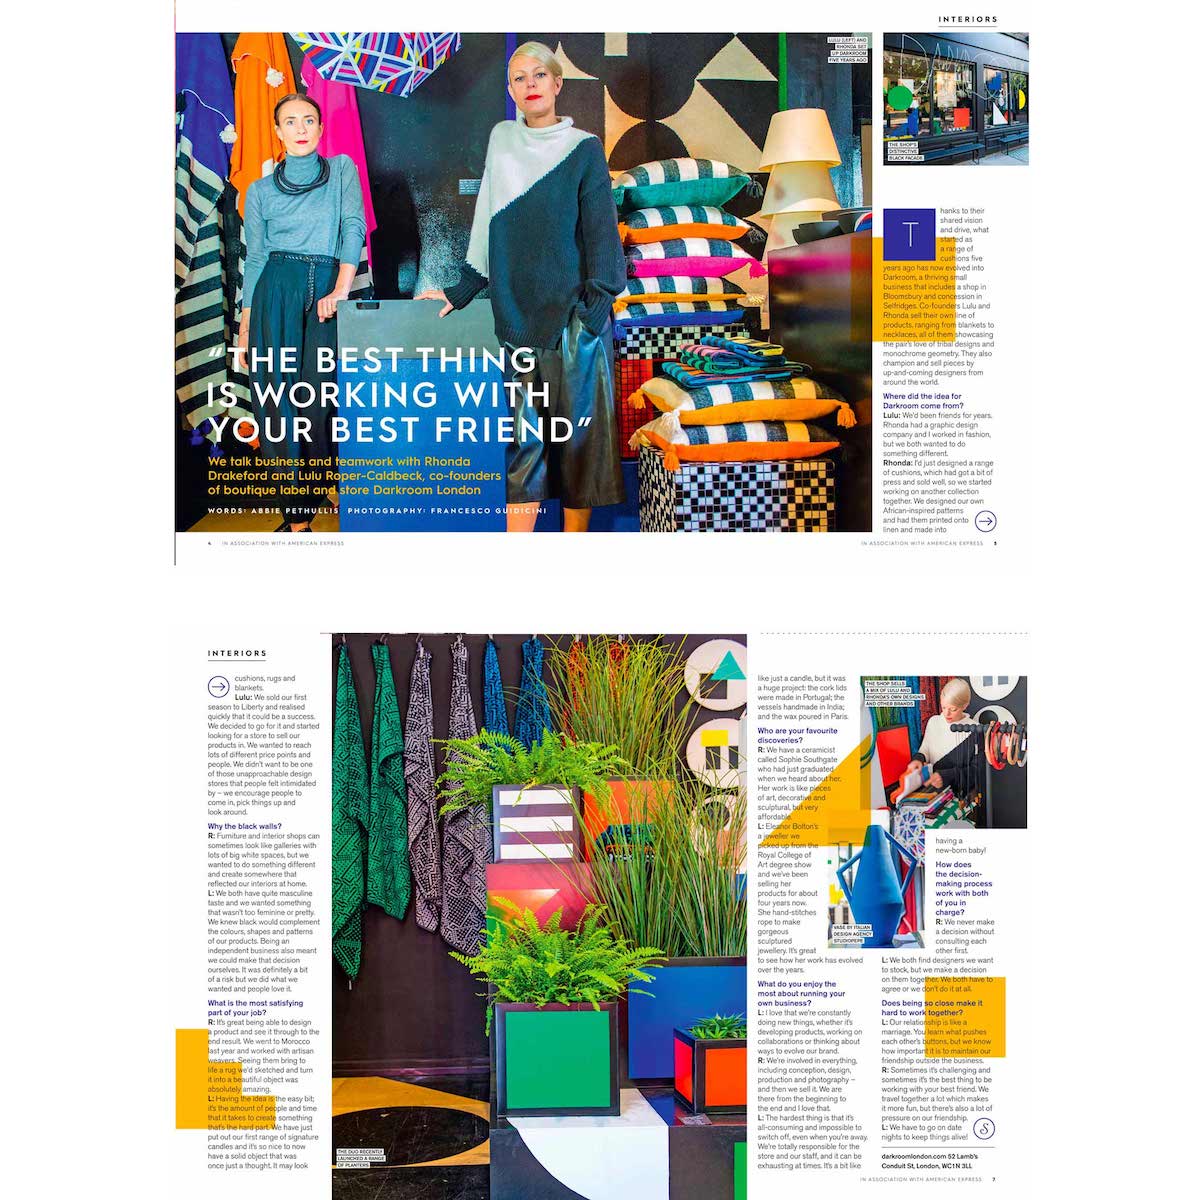 INTERIORS
LULU (LEFT) AND
RHONDA SET
UP DARKROOM
FIVE YEARS AGO
THE SHOP'S
DISTINCTIVE
BLACK FACADE
“THE BEST THING
IS WORKING WITH
YOUR BEST FRIEND”
We talk business and teamwork with Rhonda
Drakeford and Lulu Roper-Caldbeck, co-founders
of boutique label and store Darkroom London
WORDS: ABBIE PETHULLIS PHOTOGRAPHY: FRANCESCO GUIDICINI
T
hanks to their
shared vision
and drive, what
started as
a range of
cushions five
years ago has now evolved into
Darkroom, a thriving small
business that includes a shop in
Bloomsbury and concession in
Selfridges. Co-founders Lulu and
Rhonda sell their own line of
products, ranging from blankets to
necklaces, all of them showcasing
the pair's love of tribal designs and
monochrome geometry. They also
champion and sell pieces by
up-and-coming designers from
around the world.
Where did the idea for
Darkroom come from?
Lulu: We'd been friends for years.
Rhonda had a graphic design
company and I worked in fashion,
but we both wanted to do
something different.
Rhonda: I'd just designed a range
of cushions, which had got a bit of
press and sold well, so we started
working on another collection
together. We designed our own
African-inspired patterns
and had them printed onto
linen and made into
4 IN ASSOCIATION WITH AMERICAN EXPRESS
IN ASSOCIATION WITH AMERICAN EXPRESS 5
INTERIORS
cushions, rugs and
blankets.
Lulu: We sold our first
season to Liberty and realised
quickly that it could be a success.
We decided to go for it and started
looking for a store to sell our
products in. We wanted to reach
lots of different price points and
people. We didn't want to be one
of those unapproachable design
stores that people felt intimidated
by – we encourage people to
come in, pick things up and
look around.
Why the black walls?
R: Furniture and interior shops can
sometimes look like galleries with
lots of big white spaces, but we
wanted to do something different
and create somewhere that
reflected our interiors at home.
L: We both have quite masculine
taste and we wanted something
that wasn't too feminine or pretty.
We knew black would complement
the colours, shapes and patterns
of our products. Being an
independent business also meant
we could make that decision
ourselves. It was definitely a bit
of a risk but we did what we
wanted and people love it.
What is the most satisfying
part of your job?
R: It's great being able to design
a product and see it through to the
end result. We went to Morocco
last year and worked with artisan
weavers. Seeing them bring to
life a rug we'd sketched and turn
it into a beautiful object was
absolutely amazing.
L: Having the idea is the easy bit;
it's the amount of people and time
that it takes to create something
that's the hard part. We have just
put out our first range of signature
candles and it's so nice to now
have a solid object that was
once just a thought. It may look
THE DUO RECENTLY
LAUNCHED A RANGE
OF PLANTERS
like just a candle, but it was
a huge project: the cork lids
were made in Portugal; the
vessels handmade in India;
and the wax poured in Paris.
Who are your favourite
discoveries?
R: We have a ceramicist
called Sophie Southgate
who had just graduated
when we heard about her.
Her work is like pieces
of art, decorative and
sculptural, but very
affordable.
L: Eleanor Bolton's
a jeweller we
picked up from the
Royal College of
Art degree show
and we've been
selling her
products for about
four years now.
She hand-stitches
rope to make
gorgeous
sculptured
jewellery. It's great
to see how her work has evolved
over the years.
What do you enjoy the
most about running your
own business?
L: I love that we're constantly
doing new things, whether it's
developing products, working on
collaborations or thinking about
ways to evolve our brand.
R: We're involved in everything,
including conception, design,
production and photography –
and then we sell it. We are
there from the beginning to
the end and I love that.
L: The hardest thing is that it's
all-consuming and impossible to
switch off, even when you're away.
We're totally responsible for the
store and our staff, and it can be
exhausting at times. It's a bit like
THE SHOP SELLS
A MIX OF LULU AND
RHONDA'S OWN DESIGNS
AND OTHER BRANDS
VASE BY ITALIAN
DESIGN AGENCY
STUDIOPEPE
having a
new-born baby!
How does
the decision-
making process
work with both
of you in
charge?
R: We never make
a decision without
consulting each
other first.
L: We both find designers we want
to stock, but we make a decision
on them together. We both have to
agree or we don't do it at all.
Does being so close make it
hard to work together?
L: Our relationship is like a
marriage. You learn what pushes
each other's buttons, but we know
how important it is to maintain our
friendship outside the business.
R: Sometimes it's challenging and
sometimes it's the best thing to be
working with your best friend. We
travel together a lot which makes
it more fun, but there's also a lot of
pressure on our friendship.
L: We have to go on date
nights to keep things alive!
S
darkroomlondon.com 52 Lamb's
Conduit St, London, WC1N 3LL
IN ASSOCIATION WITH AMERICAN EXPRESS 7